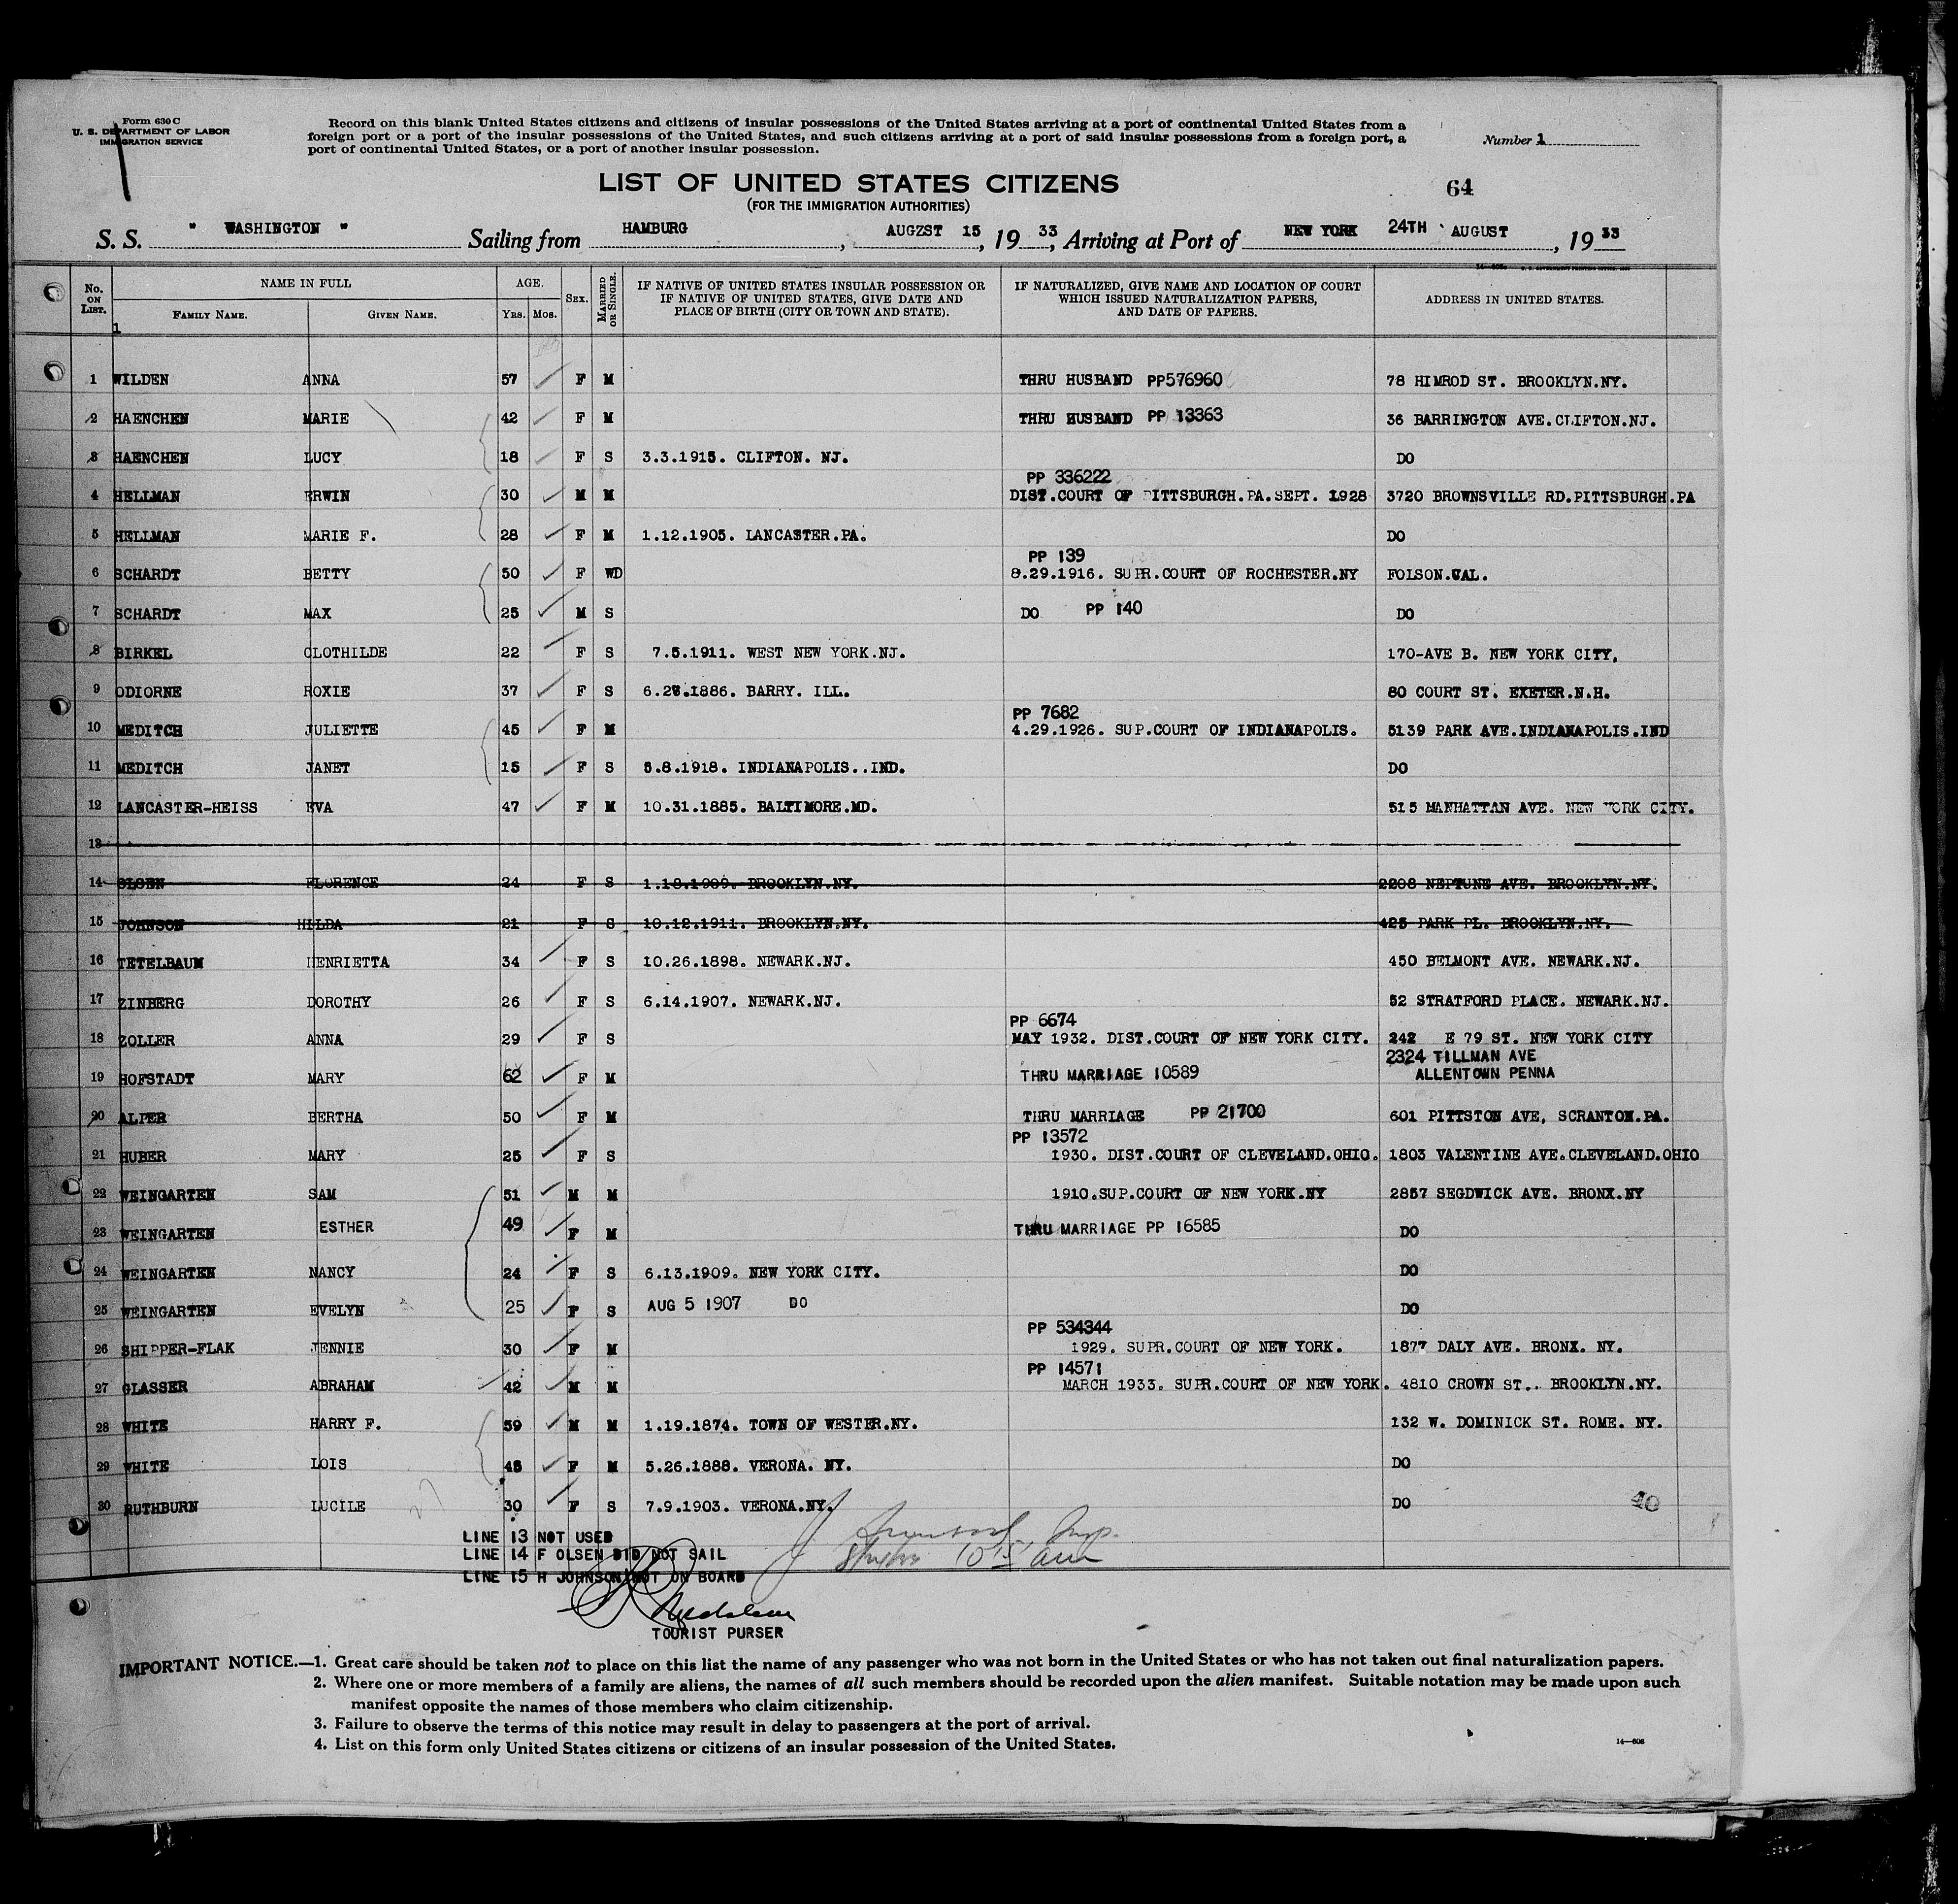 Form 630 C
U. S. DEPARTMENT OF LABOR
IMMIGRATION SERVICE
Record on this blank United States citizens and citizens of insular possessions of the United States arriving at a port of continental United States from a
foreign port or a port of the insular possessions of the United States, and such citizens arriving at a port of said insular possessions from a foreign port, a
port of continental United States, or a port of another insular possession.
Number 1
LIST OF UNITED STATES CITIZENS
64
(FOR THE IMMIGRATION AUTHORITIES)
S. S. " WASHINGTON " Sailing from HAMBURG, AUGZST 15, 19 33, Arriving at Port of NEW YORK 24TH AUGUST, 19 33
No. ON LIST. NAME IN FULL FAMILY NAME. GIVEN NAME. AGE. YRS. MOS. SEX. MARRIED OR SINGLE. IF NATIVE OF UNITED STATES INSULAR POSSESSION OR IF NATIVE OF UNITED STATES, GIVE DATE AND PLACE OF BIRTH (CITY OR TOWN AND STATE). IF NATURALIZED, GIVE NAME AND LOCATION OF COURT WHICH ISSUED NATURALIZATION PAPERS, AND DATE OF PAPERS. ADDRESS IN UNITED STATES.
1
1 WILDEN ANNA 57 F M THRU HUSBAND PP576960 78 HIMROD ST. BROOKLYN.NY.
2 HAENCHEN MARIE 42 F M THRU HUSBAND PP 13363 36 BARRINGTON AVE.CLIFTON.NJ.
3 HAENCHEN LUCY 18 F S 3.3.1915. CLIFTON. NJ. DO
PP 336222
4 HELLMAN ERWIN 30 M M DIST.COURT OF PITTSBURGH.PA.SEPT. 1928 3720 BROWNSVILLE RD.PITTSBURGH.PA
5 HELLMAN MARIE F. 28 F M 1.12.1905. LANCASTER.PA. DO
PP 139
6 SCHARDT BETTY 50 F WD 8.29.1916. SUPR.COURT OF ROCHESTER.NY FOLSON.CAL.
7 SCHARDT MAX 25 M S DO PP 140 DO
8 BIRKEL CLOTHILDE 22 F S 7.5.1911. WEST NEW YORK.NJ. 170-AVE B. NEW YORK CITY,
9 ODIORNE ROXIE 37 F S BARRY. ILL. 80 COURT ST. EXETER.N.H.
PP 7682
10 MEDITCH JULIETTE 45 F M 4.29.1926. SUP.COURT OF INDIANAPOLIS. 5139 PARK AVE.INDIANAPOLIS.IND
11 MEDITCH JANET 15 F S 5.8.1918. INDIANAPOLIS..IND. DO
12 LANCASTER-HEISS EVA 47 F M 10.31.1885. BALTIMORE.MD. 515 MANHATTAN AVE. NEW YORK CITY.
13
14 OLSEN FLORENCE 24 F S 1.18.1909. BROOKLYN.NY. 2208 NEPTUNE AVE. BROOKLYN.NY.
15 JOHNSON HILDA 21 F S 10.12.1911. BROOKLYN.NY. 425 PARK PL. BROOKLYN.NY.
16 TETELBAUM HENRIETTA 34 F S 10.26.1898. NEWARK.NJ. 450 BELMONT AVE. NEWARK.NJ.
17 ZINBERG DOROTHY 26 F S 6.14.1907. NEWARK.NJ. 52 STRATFORD PLACE. NEWARK.NJ.
PP 6674
18 ZOLLER ANNA 29 F S MAY 1932. DIST.COURT OF NEW YORK CITY. 242 E 79 ST. NEW YORK CITY
2324 TILLMAN AVE
19 HOFSTADT MARY 62 F M THRU MARRIAGE 10589 ALLENTOWN PENNA
20 ALPER BERTHA 50 F M THRU MARRIAGE PP 21700 601 PITTSTON AVE, SCRANTON.PA.
PP 13572
21 HUBER MARY 25 F S 1930. DIST.COURT OF CLEVELAND.OHIO. 1803 VALENTINE AVE.CLEVELAND.OHIO
22 WEINGARTEN SAM 51 M M 1910.SUP.COURT OF NEW YORK.NY 2857 SEGDWICK AVE. BRONX.NY
23 WEINGARTEN ESTHER 49 F M THRU MARRIAGE PP 16585 DO
24 WEINGARTEN NANCY 24 F S 6.13.1909. NEW YORK CITY. DO
25 WEINGARTEN EVELYN 25 F S AUG 5 1907 DO DO
PP 534344
26 SHIPPER-FLAK JENNIE 30 F M 1929. SUPR.COURT OF NEW YORK. 1877 DALY AVE. BRONX. NY.
PP 14571
27 GLASSER ABRAHAM 42 M M MARCH 1933. SUPR.COURT OF NEW YORK. 4810 CROWN ST.. BROOKLYN.NY.
28 WHITE HARRY F. 59 M M 1.19.1874. TOWN OF WESTER.NY. 132 W. DOMINICK ST. ROME. NY.
29 WHITE LOIS 45 F M 5.26.1888. VERONA. NY. DO
30 RUTHBURN LUCILE 30 F S 7.9.1903. VERONA.NY. DO
LINE 13 NOT USED
LINE 14 F OLSEN DID NOT SAIL
LINE 15 H JOHNSON NOT ON BOARD
TOURIST PURSER
IMPORTANT NOTICE.—1. Great care should be taken not to place on this list the name of any passenger who was not born in the United States or who has not taken out final naturalization papers.
2. Where one or more members of a family are aliens, the names of all such members should be recorded upon the alien manifest. Suitable notation may be made upon such
manifest opposite the names of those members who claim citizenship.
3. Failure to observe the terms of this notice may result in delay to passengers at the port of arrival.
4. List on this form only United States citizens or citizens of an insular possession of the United States.
14—608